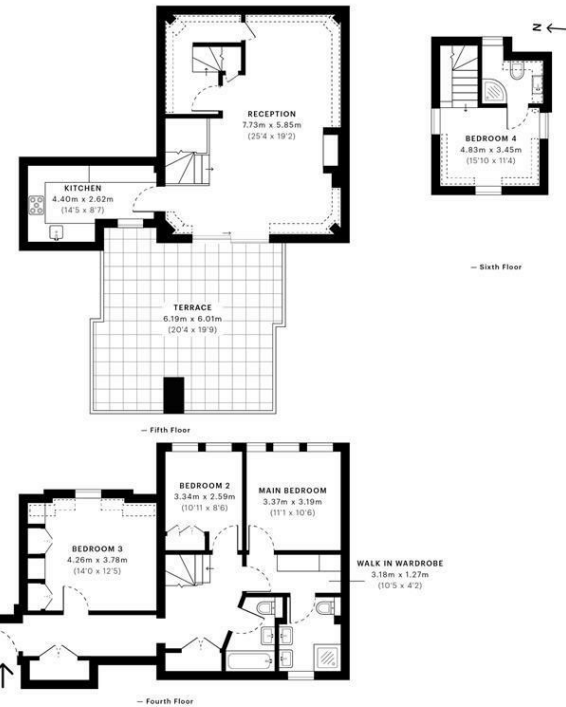 N
RECEPTION
7.73m x 5.85m
(25'4 x 19'2)
KITCHEN
4.40m x 2.62m
(14'5 x 8'7)
BEDROOM 4
4.83m x 3.45m
(15'10 x 11'4)
— Sixth Floor
TERRACE
6.19m x 6.01m
(20'4 x 19'9)
— Fifth Floor
BEDROOM 2
3.34m x 2.59m
(10'11 x 8'6)
MAIN BEDROOM
3.37m x 3.19m
(11'1 x 10'6)
BEDROOM 3
4.26m x 3.78m
(14'0 x 12'5)
WALK IN WARDROBE
3.18m x 1.27m
(10'5 x 4'2)
— Fourth Floor